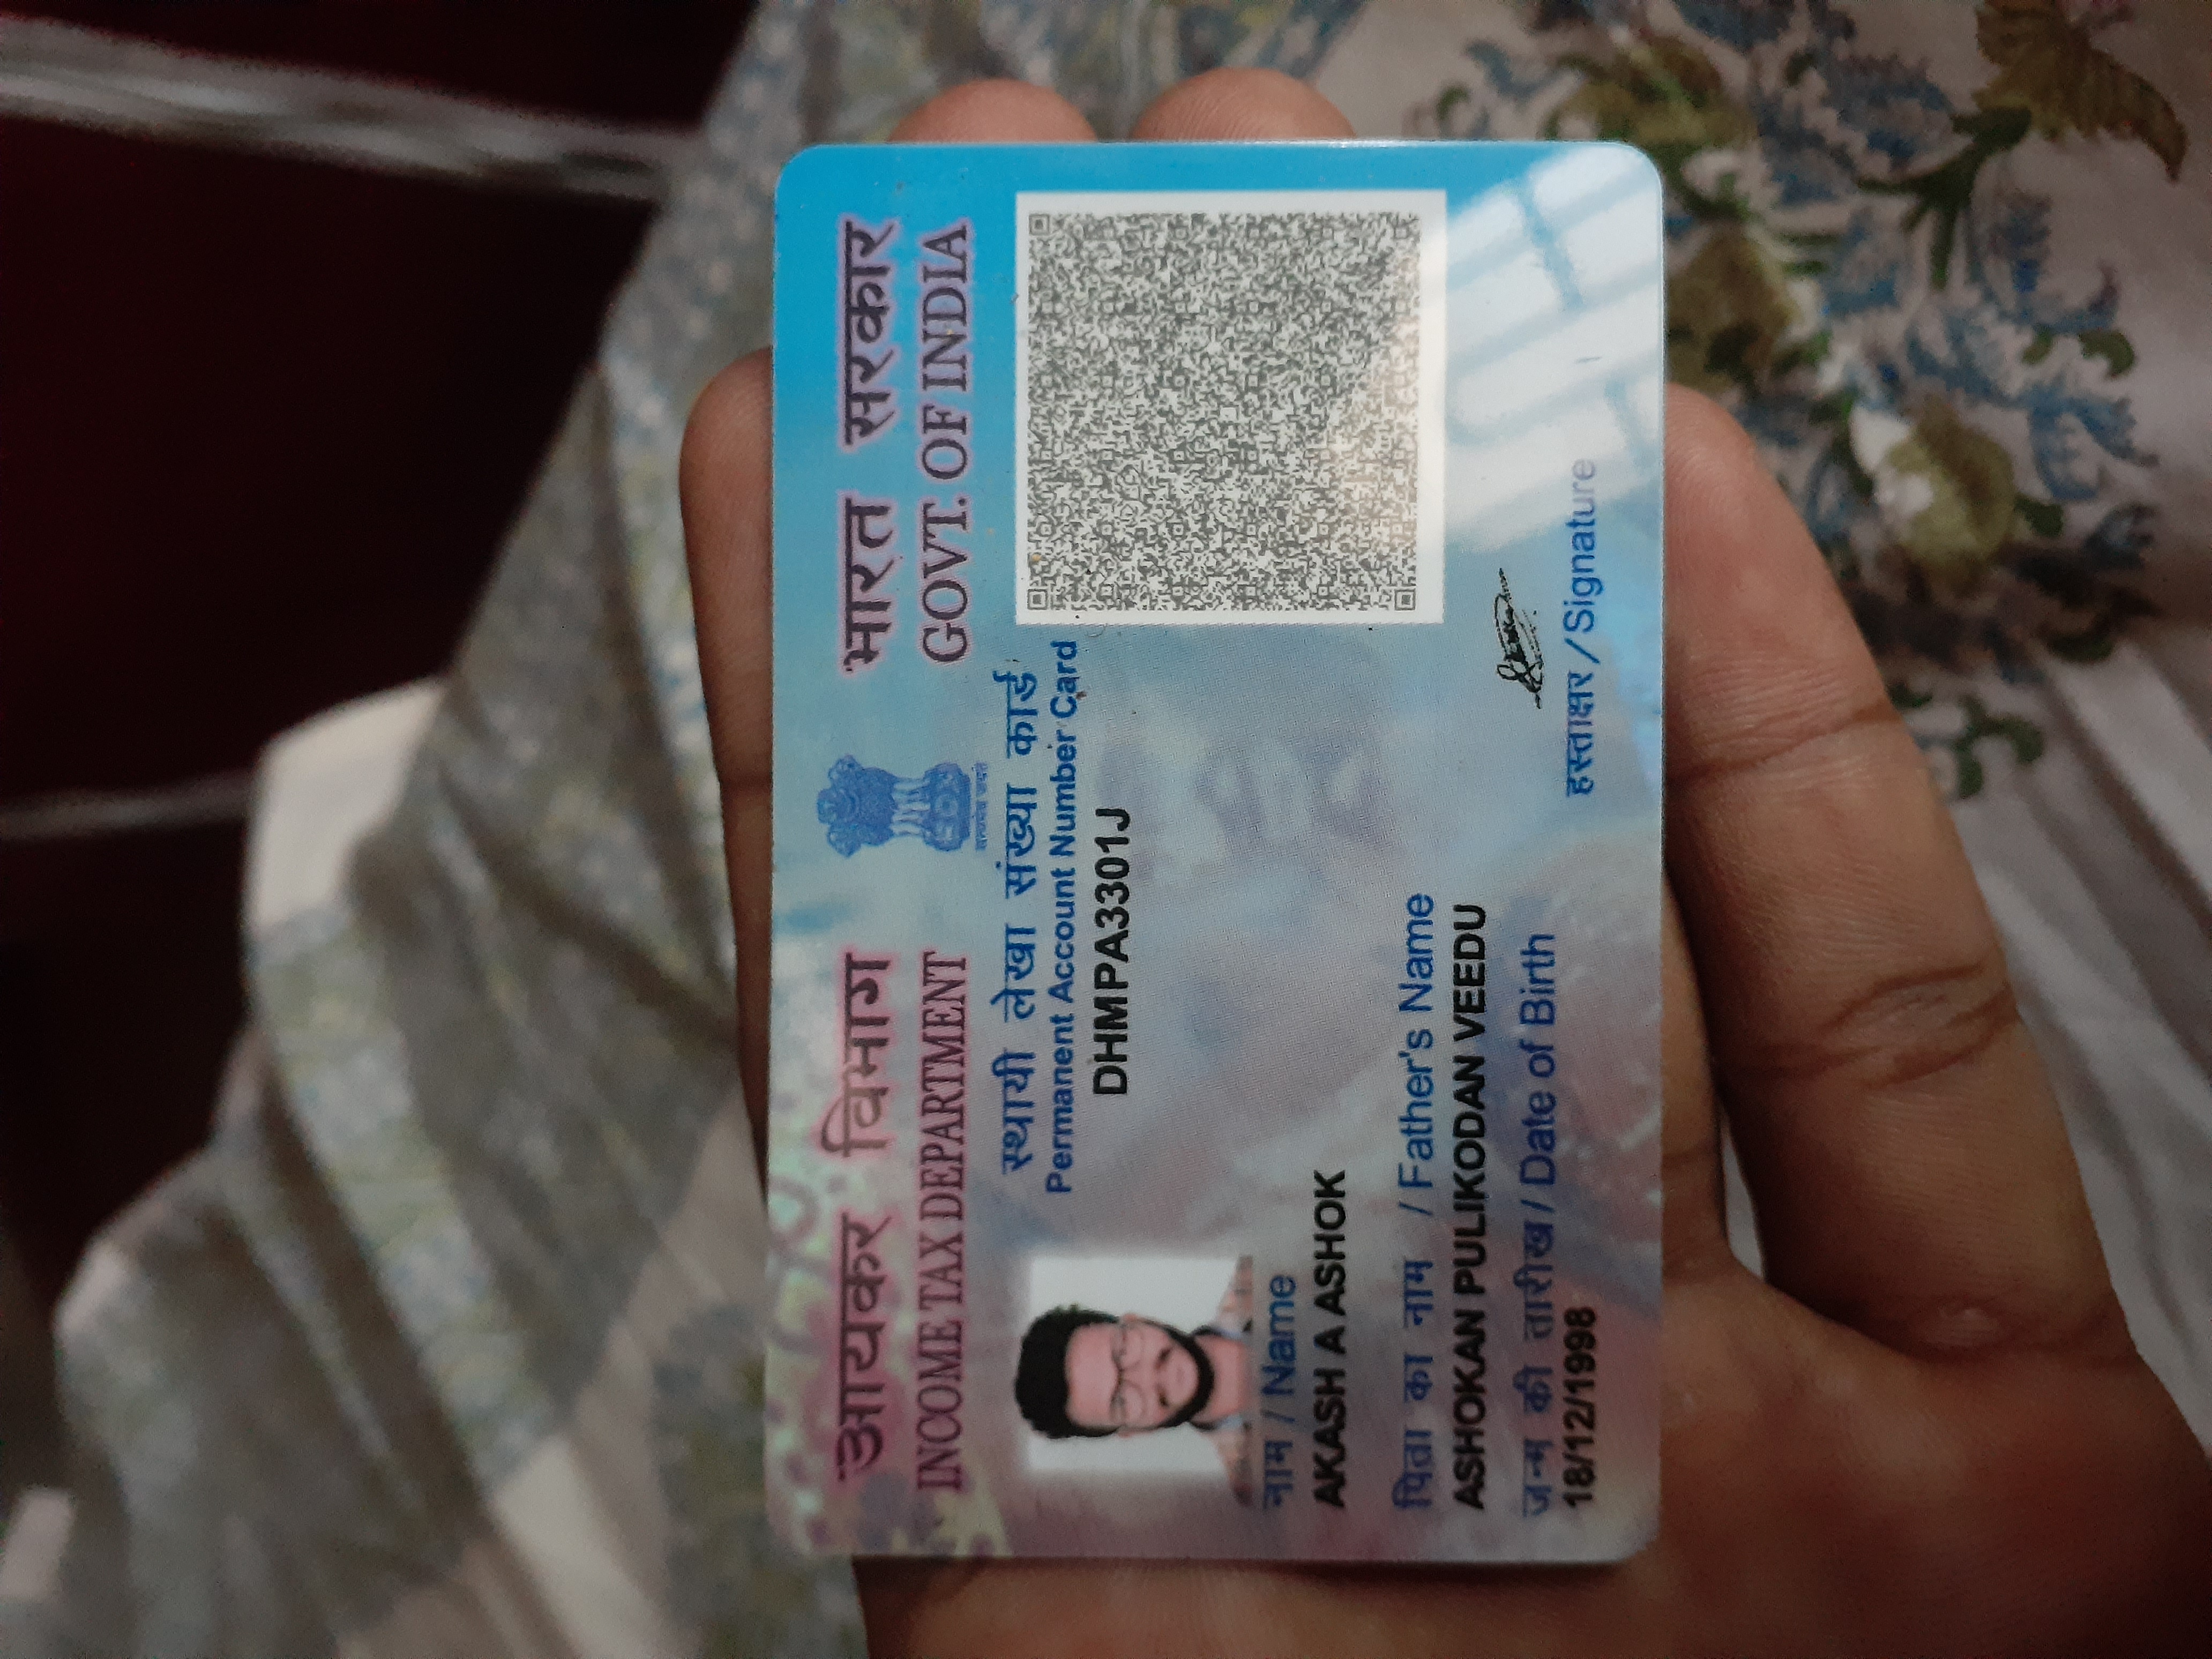 आयकर विभाग
INCOME TAX DEPARTMENT
भारत सरकार
GOVT. OF INDIA
सत्यमेव जयते
स्थायी लेखा संख्या कार्ड
Permanent Account Number Card
DHMPA3301J
नाम / Name
AKASH A ASHOK
पिता का नाम / Father's Name
ASHOKAN PULIKODAN VEEDU
जन्म की तारीख / Date of Birth
18/12/1998
हस्ताक्षर / Signature